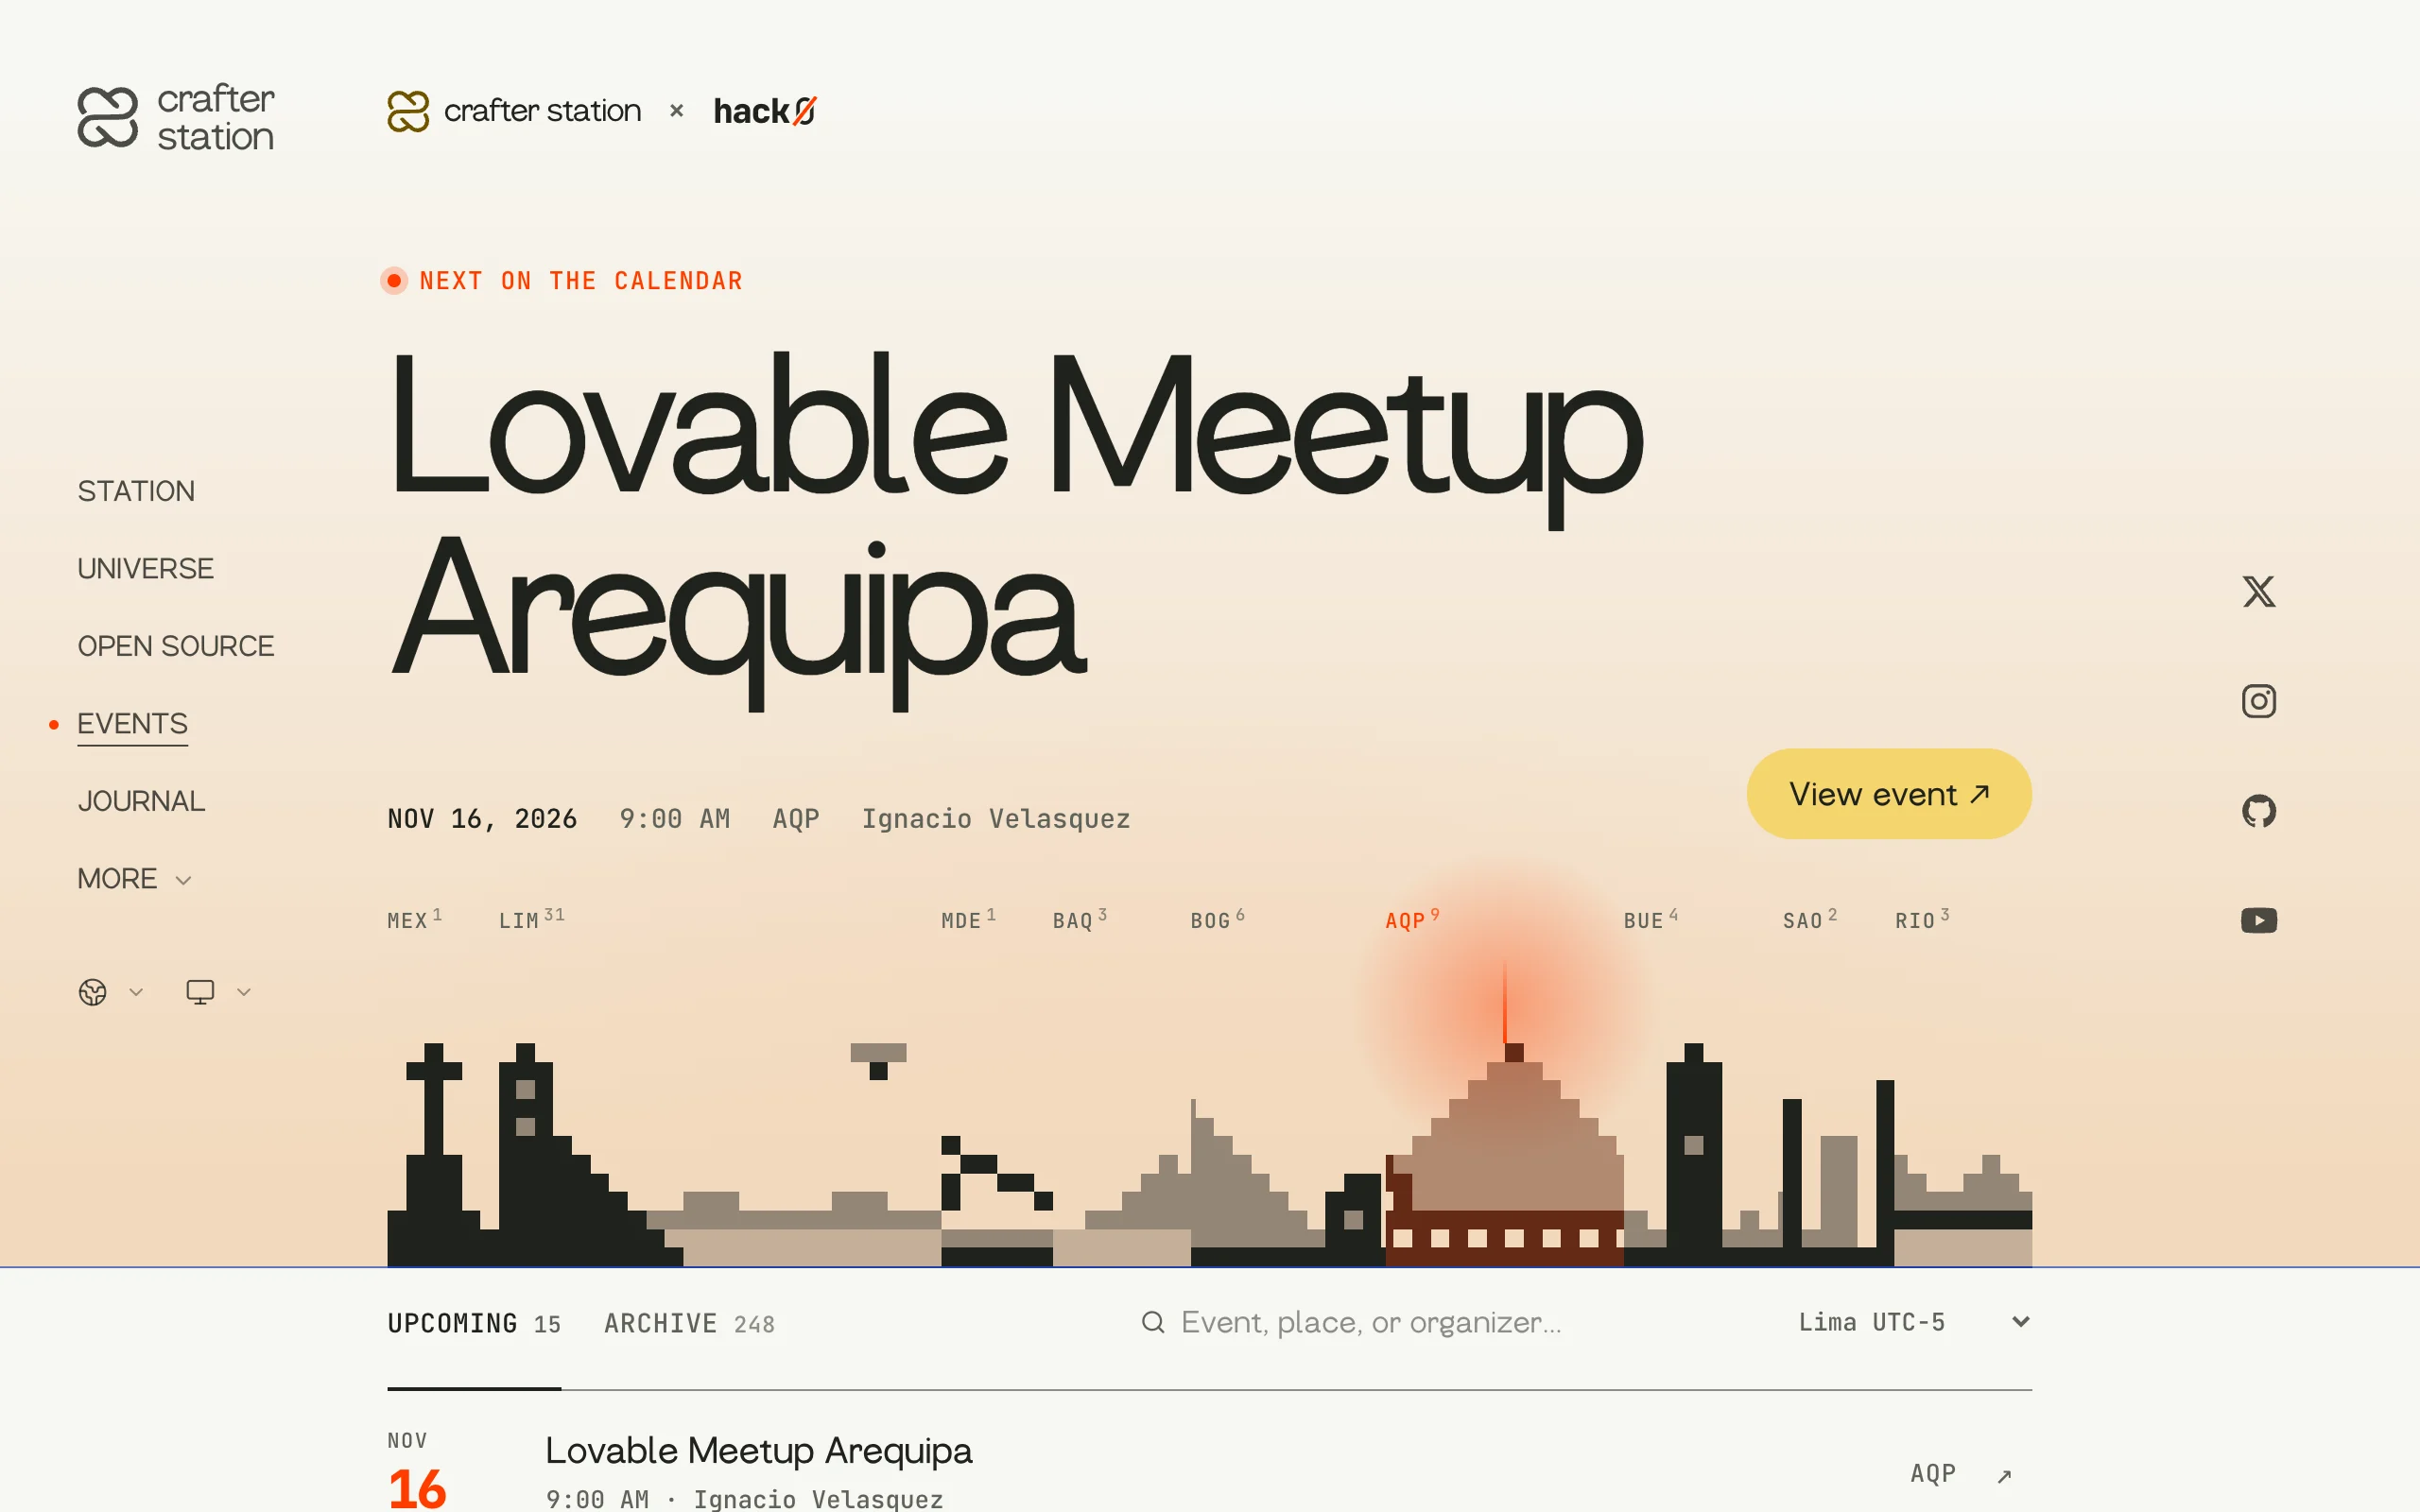 crafter
station
crafter station × hack0
NEXT ON THE CALENDAR
Lovable Meetup
Arequipa
STATION
UNIVERSE
OPEN SOURCE
EVENTS
JOURNAL
MORE
NOV 16, 2026 9:00 AM AQP Ignacio Velasquez
View event ↗
MEX 1 LIM 31 MDE 1 BAQ 3 BOG 6 AQP 9 BUE 4 SAO 2 RIO 3
UPCOMING 15 ARCHIVE 248 Event, place, or organizer... Lima UTC-5
NOV
16
Lovable Meetup Arequipa
9:00 AM · Ignacio Velasquez
AQP ↗